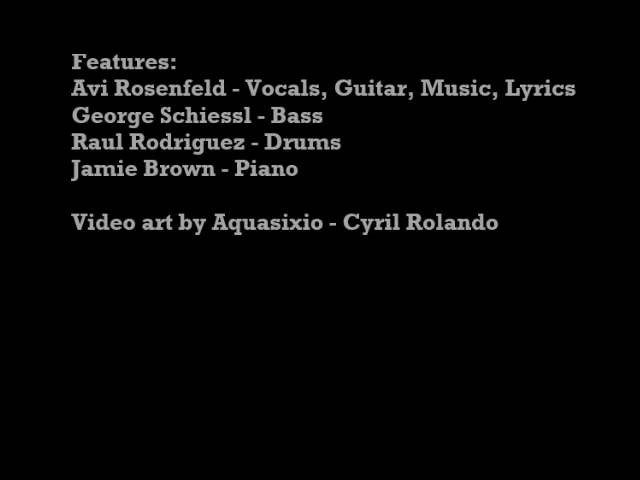 Features:
Avi Rosenfeld - Vocals, Guitar, Music, Lyrics
George Schiessl - Bass
Raul Rodriguez - Drums
Jamie Brown - Piano
Video art by Aquasixio - Cyril Rolando